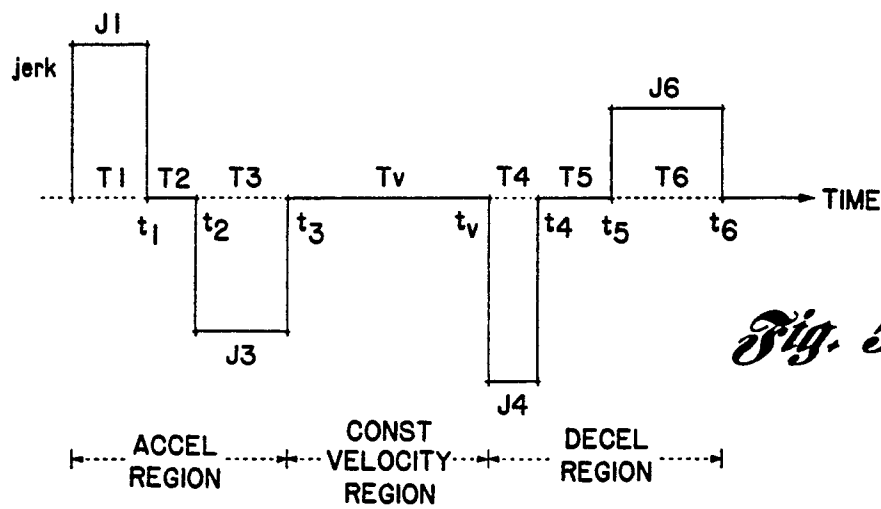 J1
jerk
J6
T1 T2 T3 Tv T4 T5 T6
TIME
t1 t2 t3 tv t4 t5 t6
J3
J4
Fig.
ACCEL REGION
CONST VELOCITY REGION
DECEL REGION